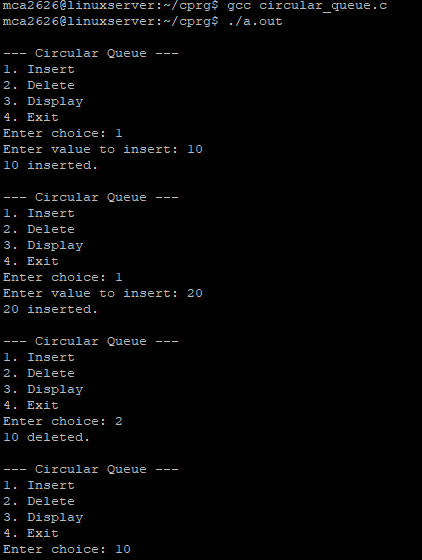 mca2626@linuxserver:~/cprg$ gcc circular_queue.c
mca2626@linuxserver:~/cprg$ ./a.out
--- Circular Queue ---
1. Insert
2. Delete
3. Display
4. Exit
Enter choice: 1
Enter value to insert: 10
10 inserted.
--- Circular Queue ---
1. Insert
2. Delete
3. Display
4. Exit
Enter choice: 1
Enter value to insert: 20
20 inserted.
--- Circular Queue ---
1. Insert
2. Delete
3. Display
4. Exit
Enter choice: 2
10 deleted.
--- Circular Queue ---
1. Insert
2. Delete
3. Display
4. Exit
Enter choice: 10